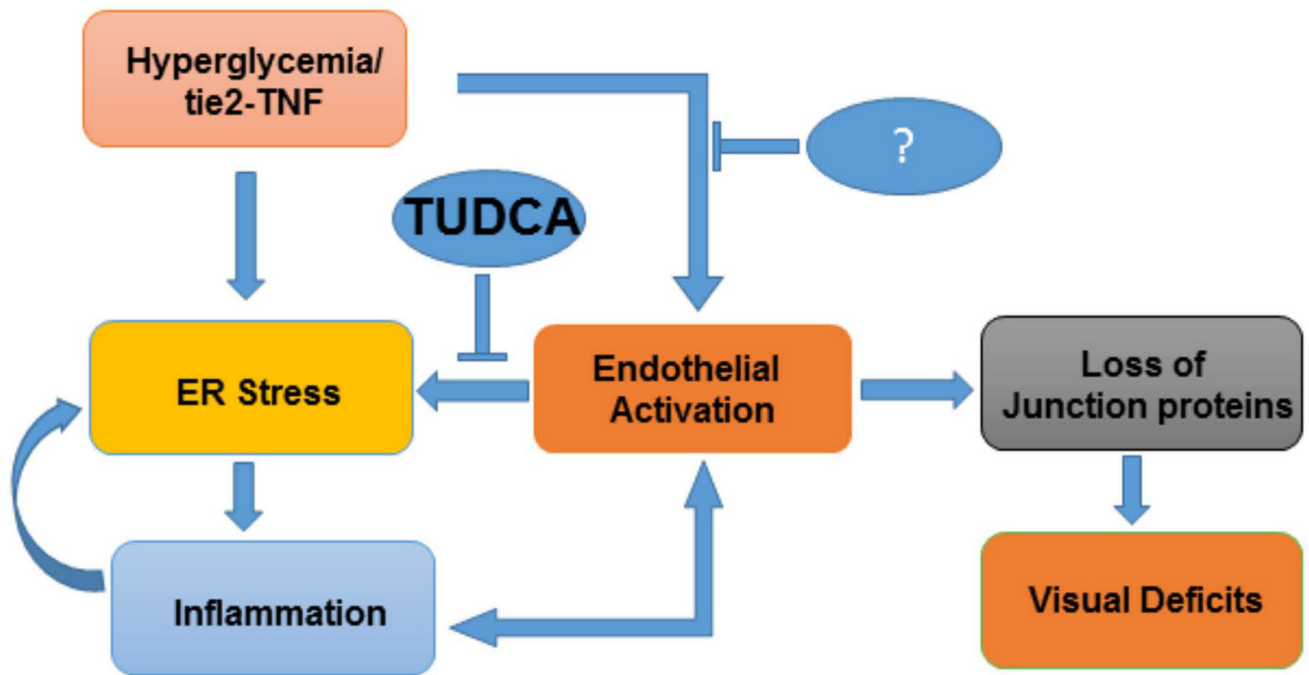 Hyperglycemia/
tie2-TNF
?
TUDCA
ER Stress
Endothelial
Activation
Loss of
Junction proteins
Inflammation
Visual Deficits